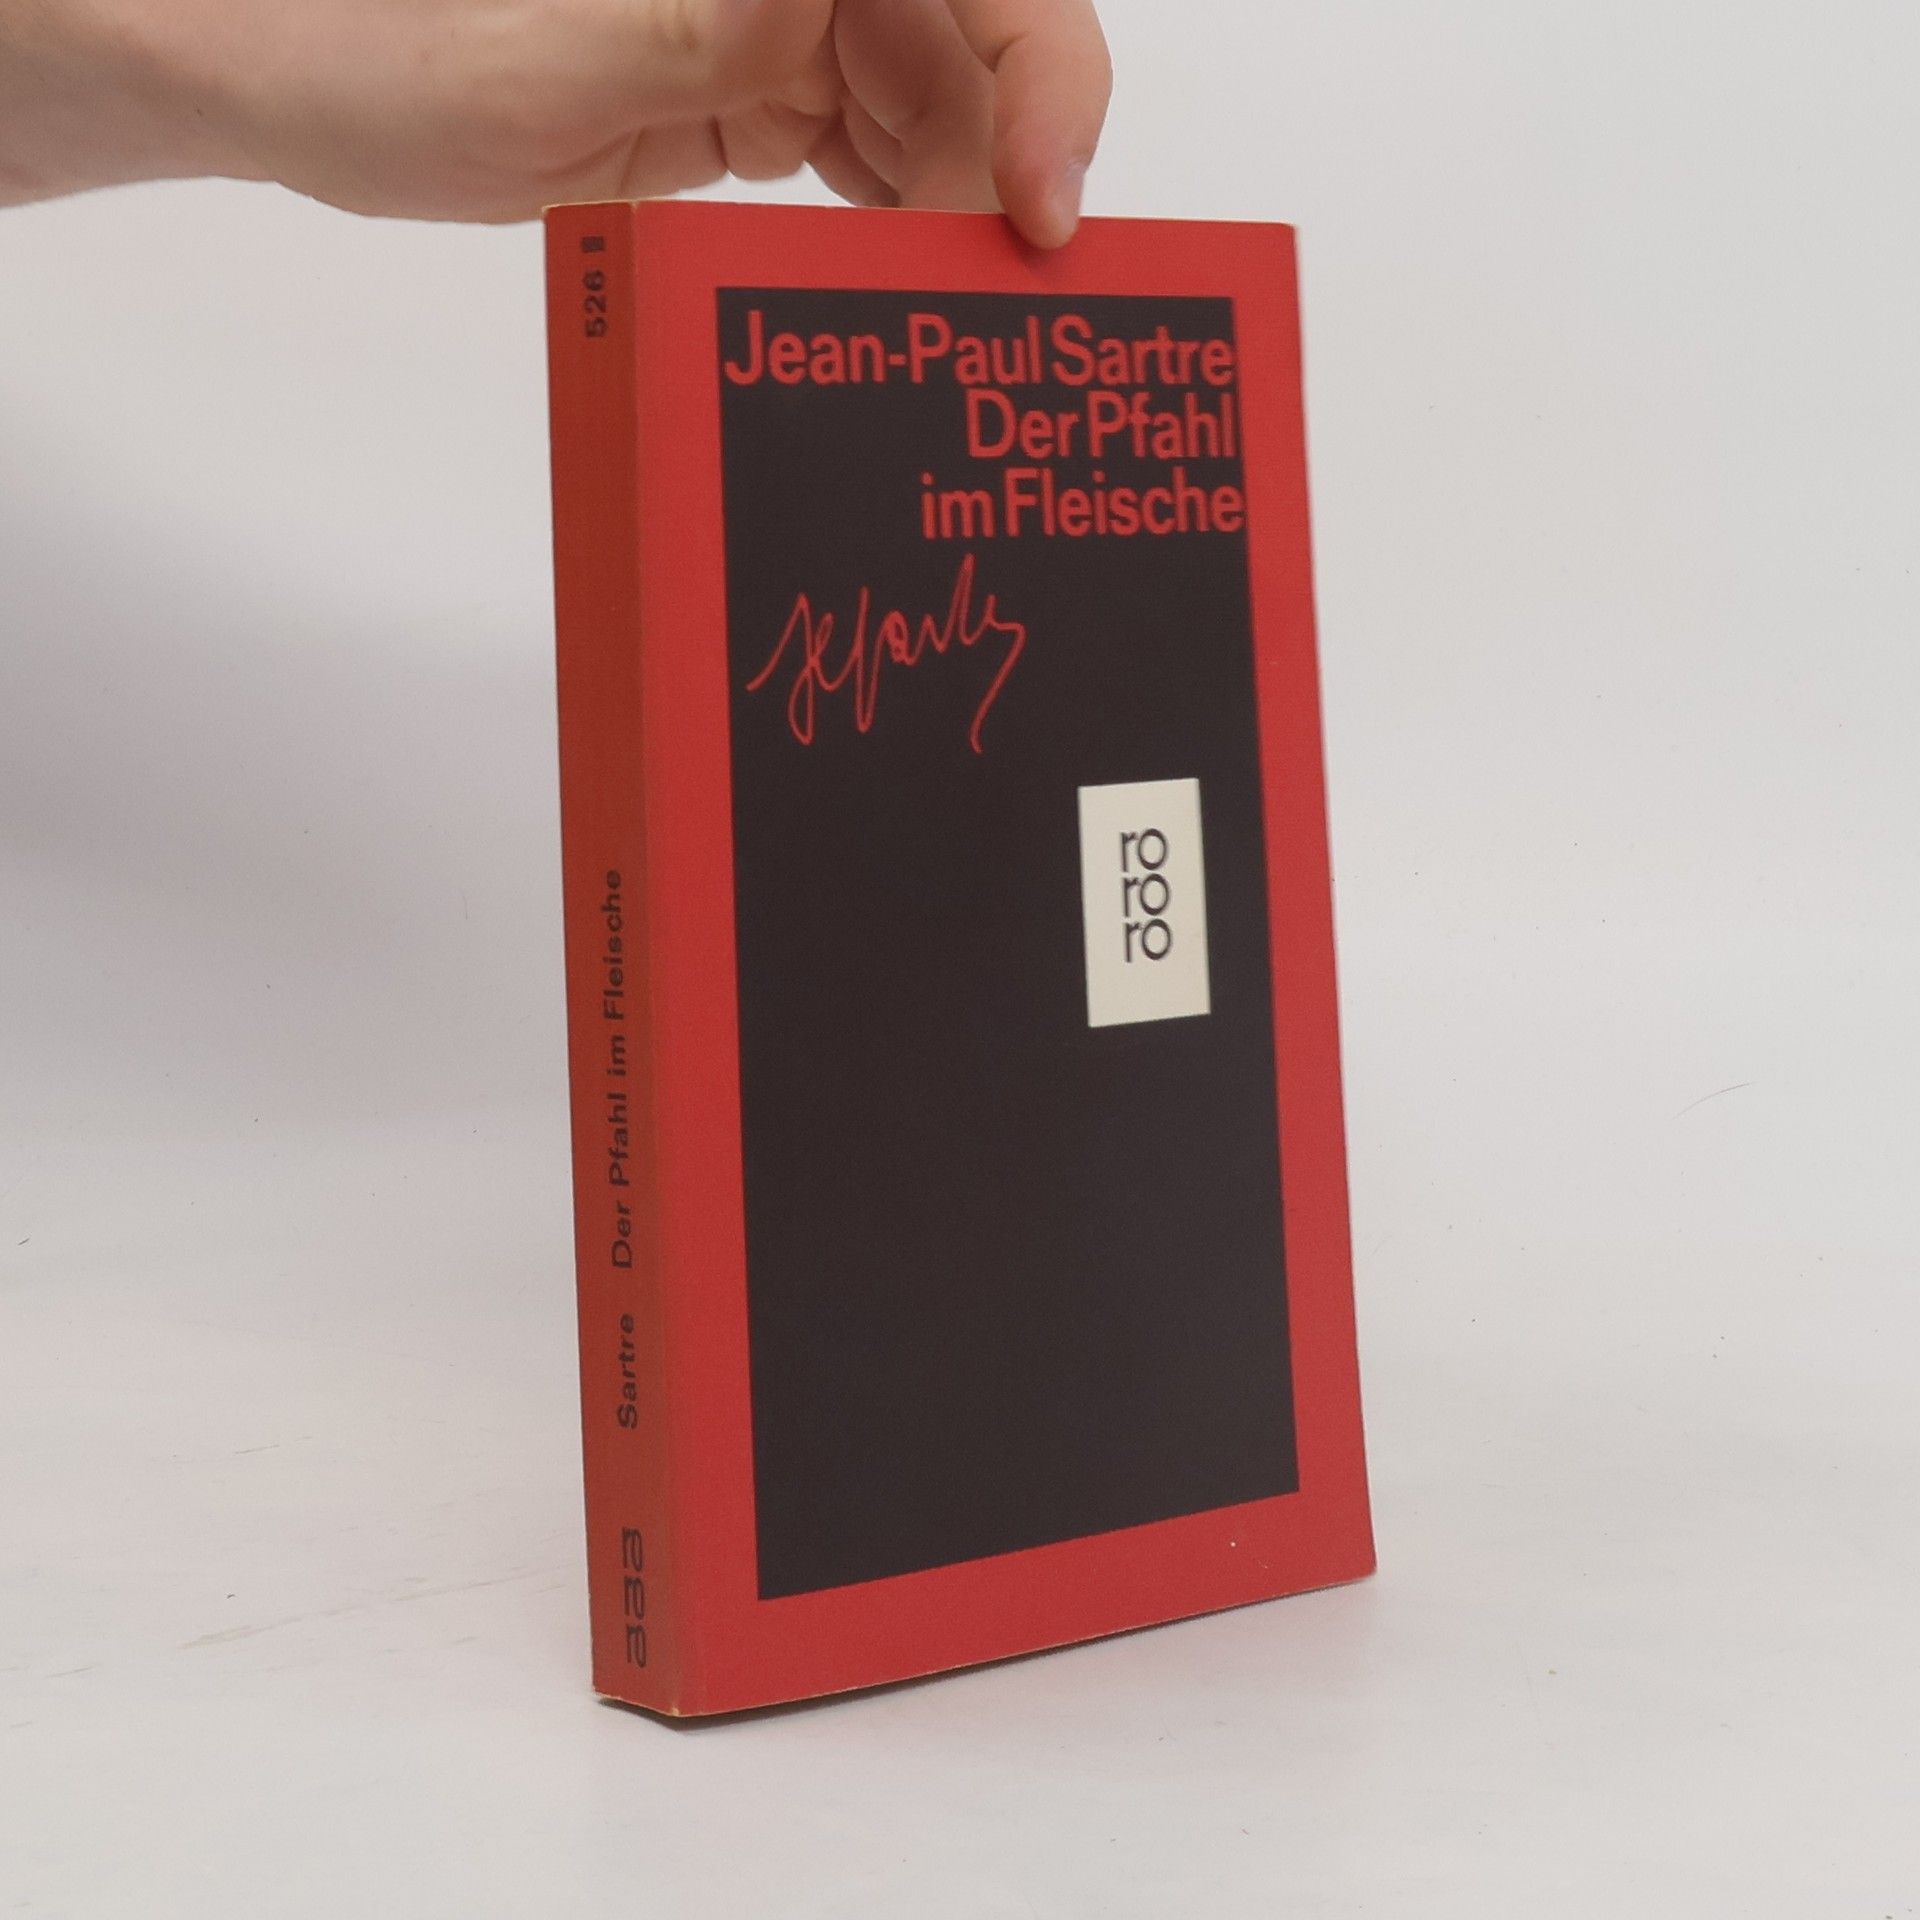 Jean-Paul Sartre
Der Pfahl
im Fleische
ro
ro
ro
Sartre Der Pfahl im Fleische
526